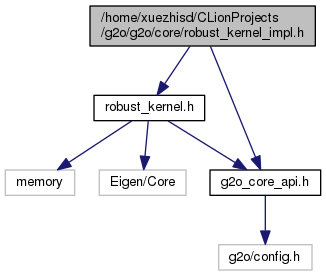 /home/xuezhisd/CLionProjects
/g2o/g2o/core/robust_kernel_impl.h
robust_kernel.h
memory
Eigen/Core
g2o_core_api.h
g2o/config.h